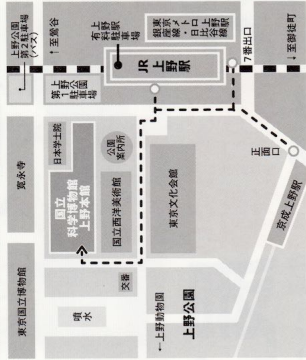 上野公園
第2駐車場
(バス)
↑至鶯谷
上野駅
有料駐
車場
東京メトロ上野駅
銀座線・日比谷線
7番出口
↓至御徒町
上野公園
第1駐車場
JR 上野駅
寛永寺
日本学士院
公園
案内所
正面口
京成上野駅
国立
科学博物館
上野本館
国立西洋美術館
東京文化会館
東京国立博物館
噴水
交番
←上野動物園
上野公園